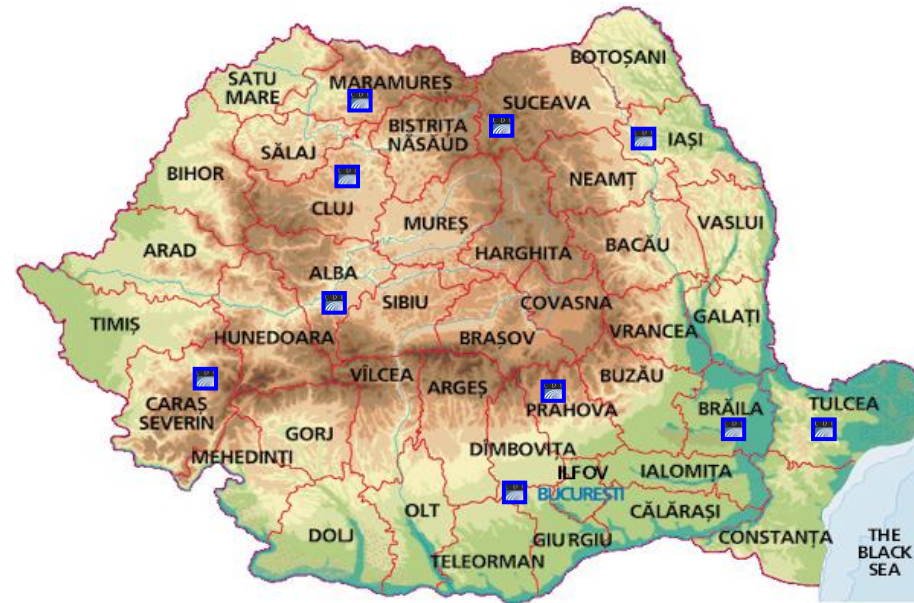 BOTOȘANI
SATU
MARE
MARAMUREȘ
SUCEAVA
BISTRIȚA
NĂSĂUD
IAȘI
SĂLAJ
BIHOR
NEAMȚ
CLUJ
MUREȘ
VASLUI
BACĂU
ARAD
HARGHITA
ALBA
SIBIU
COVASNA
TIMIȘ
HUNEDOARA
BRAȘOV
VRANCEA
GALAȚI
VÎLCEA
ARGEȘ
BUZĂU
CARAȘ
SEVERIN
PRAHOVA
BRĂILA
TULCEA
GORJ
MEHEDINȚI
DÎMBOVIȚA
ILFOV
IALOMIȚA
BUCUREȘTI
OLT
CĂLĂRAȘI
DOLJ
GIURGIU
CONSTANȚA
TELEORMAN
THE
BLACK
SEA